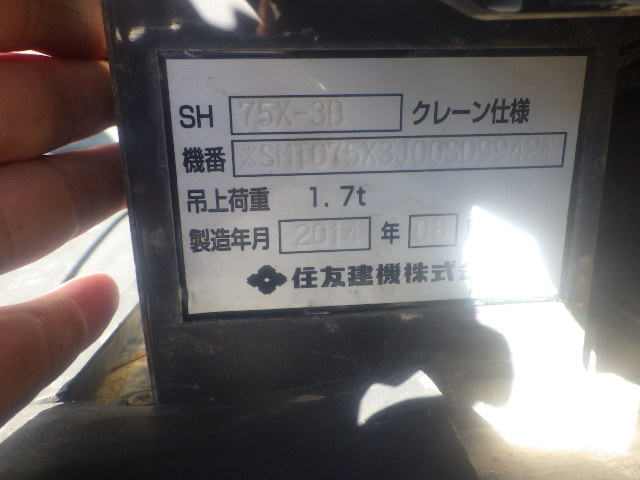 SH 75X-3B クレーン仕様
機番 *SMT075X3J00SD9942*
吊上荷重 1.7t
製造年月 2014 年 08
住友建機株式会